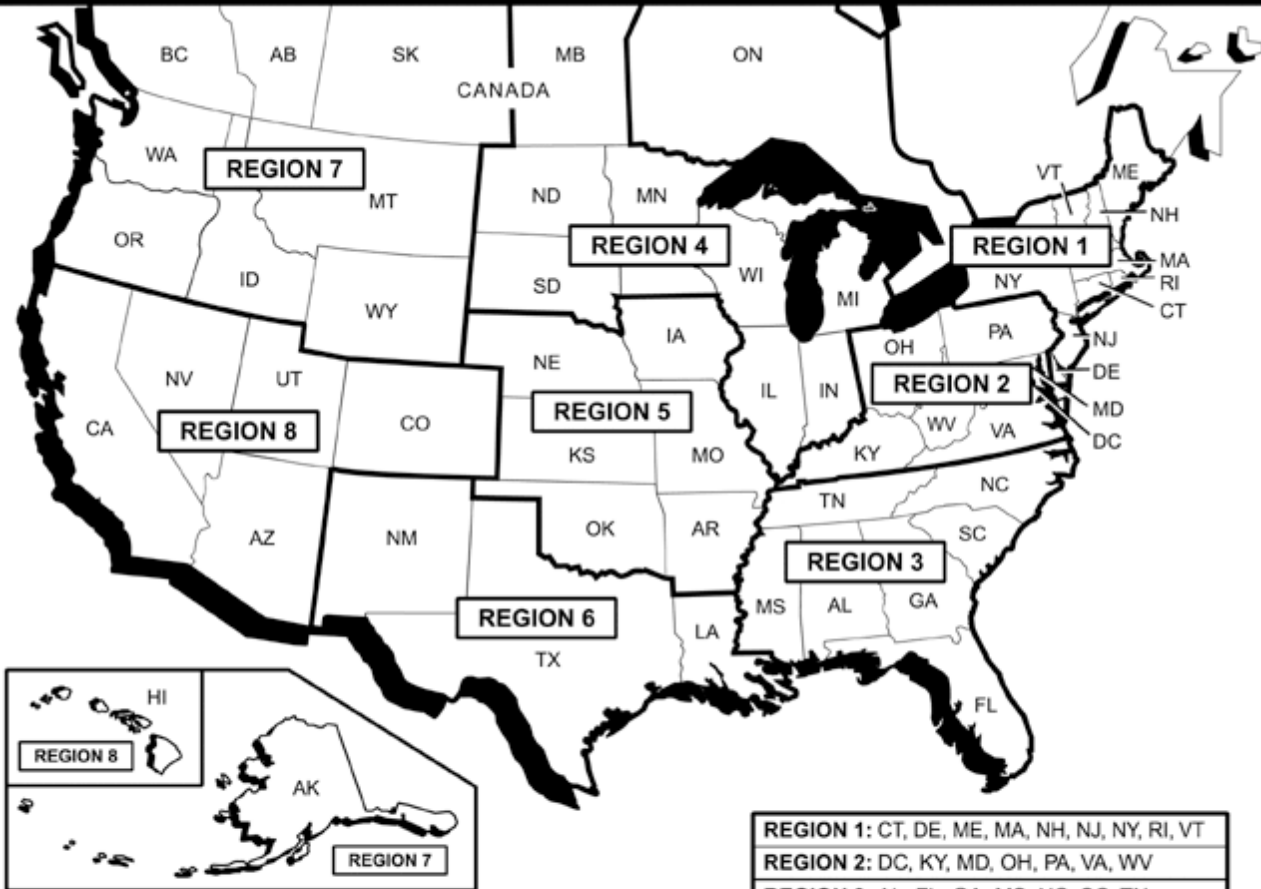 BC
AB
SK
MB
ON
CANADA
WA
REGION 7
MT
ND
MN
VT
ME
NH
OR
REGION 4
REGION 1
MA
ID
SD
WI
MI
NY
RI
CT
WY
IA
PA
NJ
NE
OH
DE
NV
UT
REGION 2
IL
IN
MD
CA
REGION 8
CO
REGION 5
WV
VA
DC
KS
MO
KY
TN
NC
AZ
NM
OK
AR
SC
REGION 3
REGION 6
MS
AL
GA
LA
TX
HI
REGION 8
FL
AK
REGION 7
REGION 1: CT, DE, ME, MA, NH, NJ, NY, RI, VT
REGION 2: DC, KY, MD, OH, PA, VA, WV